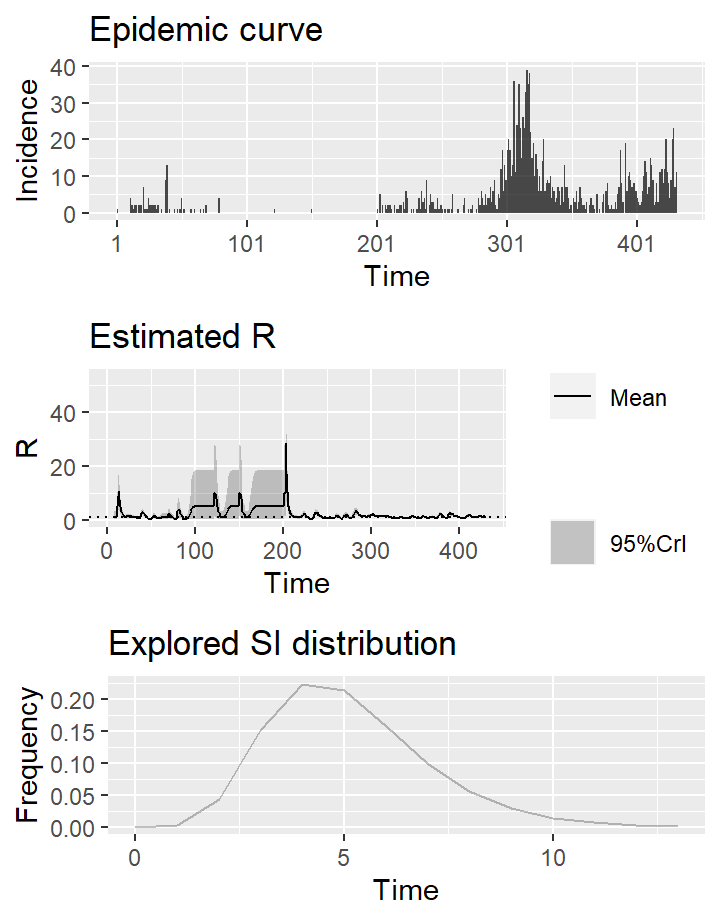 Epidemic curve
Incidence
40
30
20
10
0
1 101 201 301 401
Time
Estimated R
R
40
20
0
0 100 200 300 400
Time
Mean
95%CrI
Explored SI distribution
Frequency
0.20
0.15
0.10
0.05
0.00
0 5 10
Time